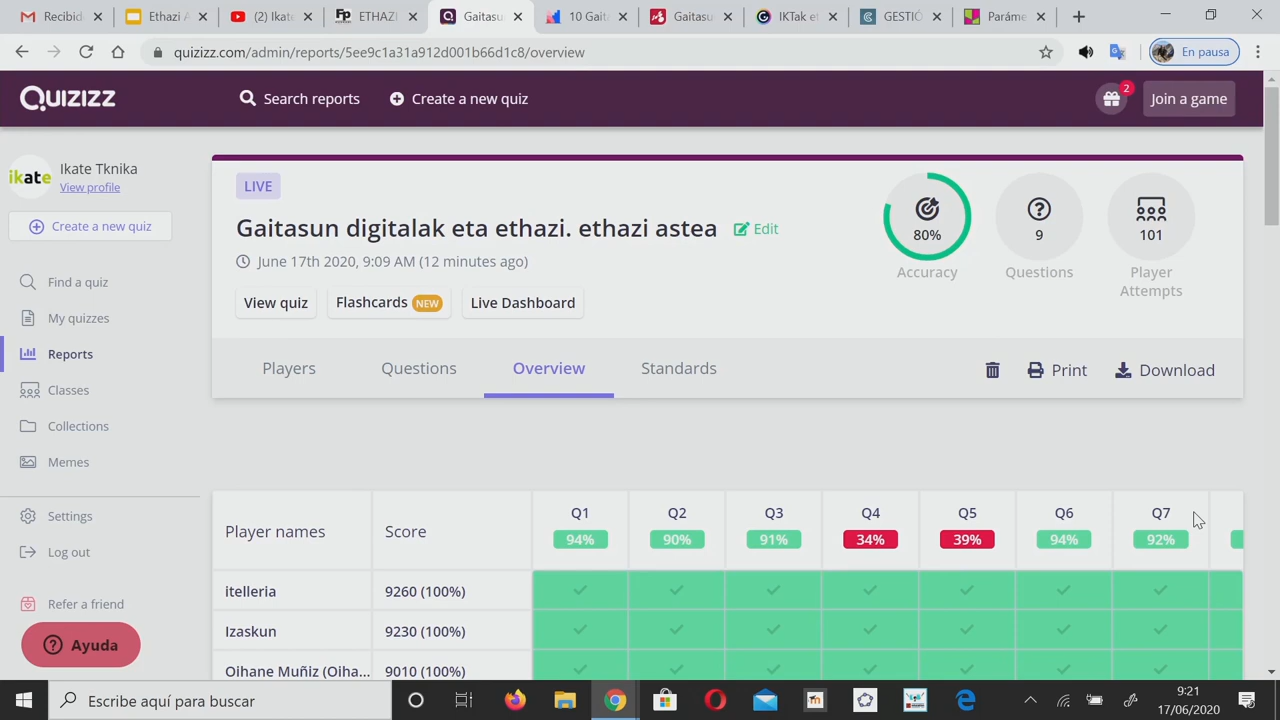 Recibid
Ethazi A
(2) Ikate
ETHAZ
Gaitasu
10 Gait
Gaitasu
IKTak et
GESTIÓ
Paráme
quizizz.com/admin/reports/5ee9c1a31a912d001b66d1c8/overview
En pausa
QUIZIZZ
Search reports
Create a new quiz
2
Join a game
ikate
Ikate Tknika
View profile
Create a new quiz
Find a quiz
My quizzes
Reports
Classes
Collections
Memes
Settings
Log out
Refer a friend
Ayuda
LIVE
Gaitasun digitalak eta ethazi. ethazi astea
Edit
June 17th 2020, 9:09 AM (12 minutes ago)
View quiz
Flashcards NEW
Live Dashboard
80%
Accuracy
9
Questions
101
Player
Attempts
Players
Questions
Overview
Standards
Print
Download
Player names Score Q1 Q2 Q3 Q4 Q5 Q6 Q7
94% 90% 91% 34% 39% 94% 92%
itelleria 9260 (100%)
Izaskun 9230 (100%)
Oihane Muñiz (Oiha... 9010 (100%)
Escribe aquí para buscar
9:21
17/06/2020